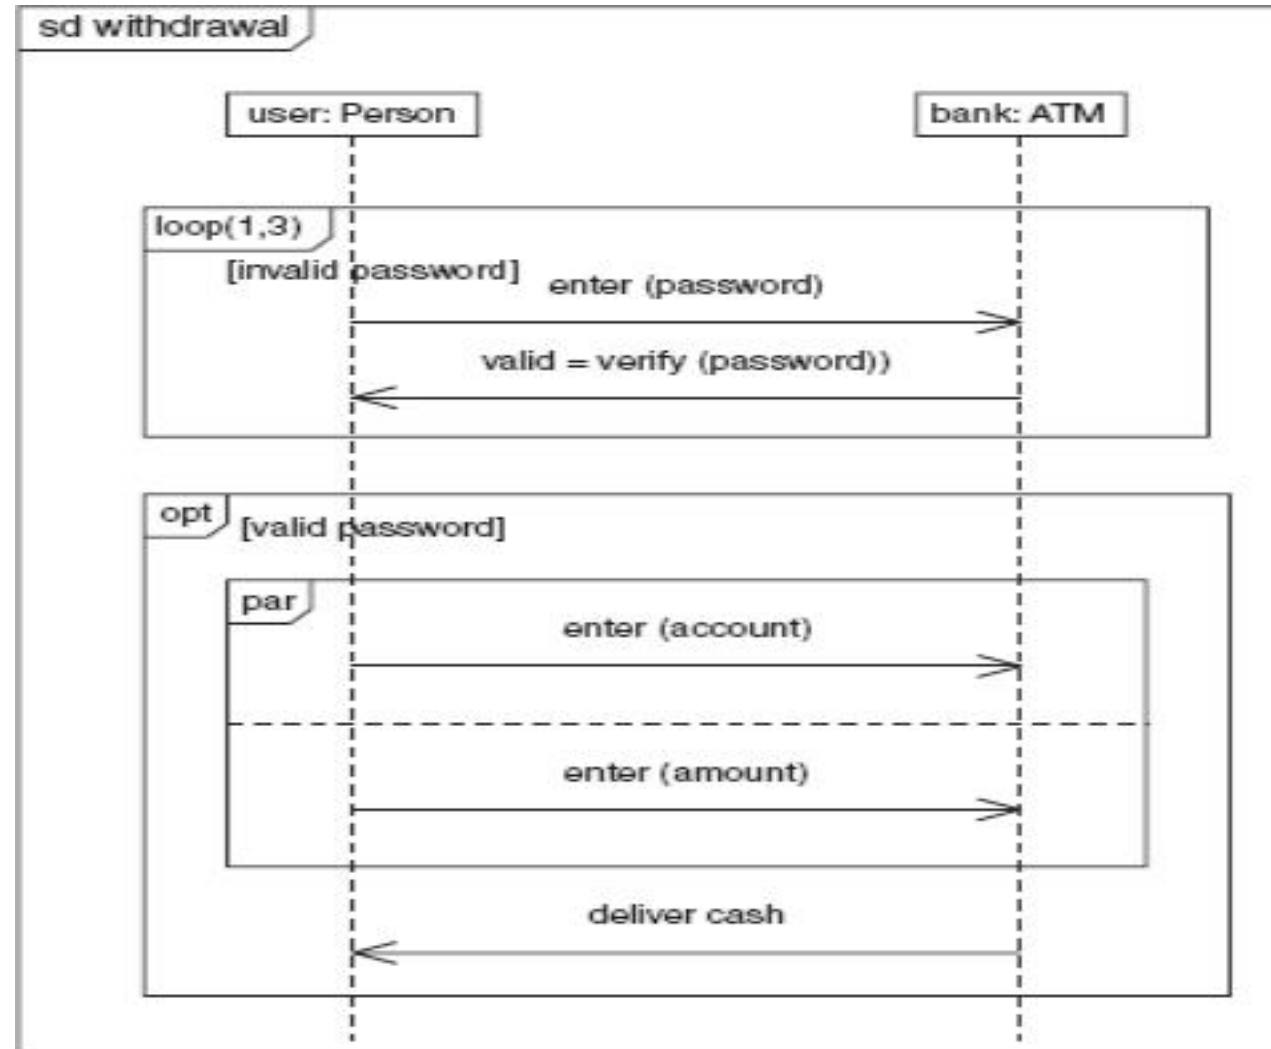 sd withdrawal
user: Person
bank: ATM
loop(1,3)
[invalid password]
enter (password)
valid = verify (password))
opt
[valid password]
par
enter (account)
enter (amount)
deliver cash